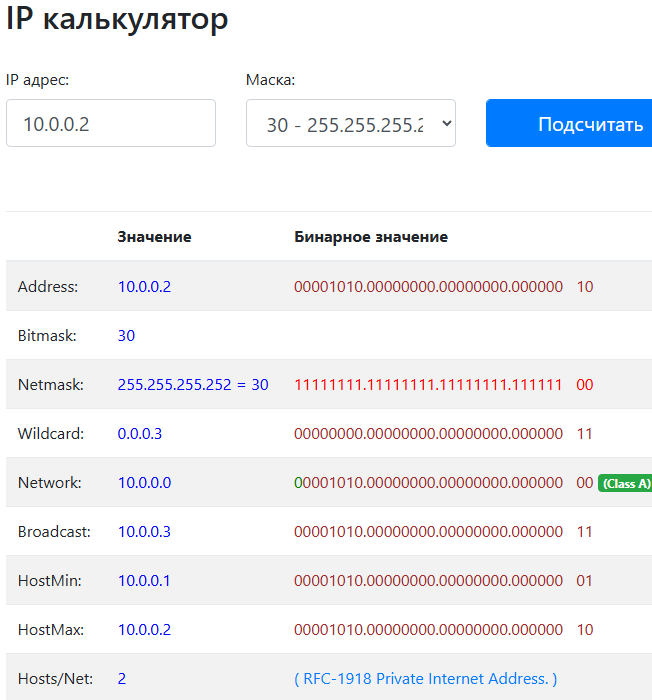 IP калькулятор
IP адрес: Маска:
10.0.0.2 30 - 255.255.255.2 Подсчитать
Значение Бинарное значение
Address: 10.0.0.2 00001010.00000000.00000000.000000 10
Bitmask: 30
Netmask: 255.255.255.252 = 30 11111111.11111111.11111111.111111 00
Wildcard: 0.0.0.3 00000000.00000000.00000000.000000 11
Network: 10.0.0.0 00001010.00000000.00000000.000000 00 (Class A)
Broadcast: 10.0.0.3 00001010.00000000.00000000.000000 11
HostMin: 10.0.0.1 00001010.00000000.00000000.000000 01
HostMax: 10.0.0.2 00001010.00000000.00000000.000000 10
Hosts/Net: 2 ( RFC-1918 Private Internet Address. )